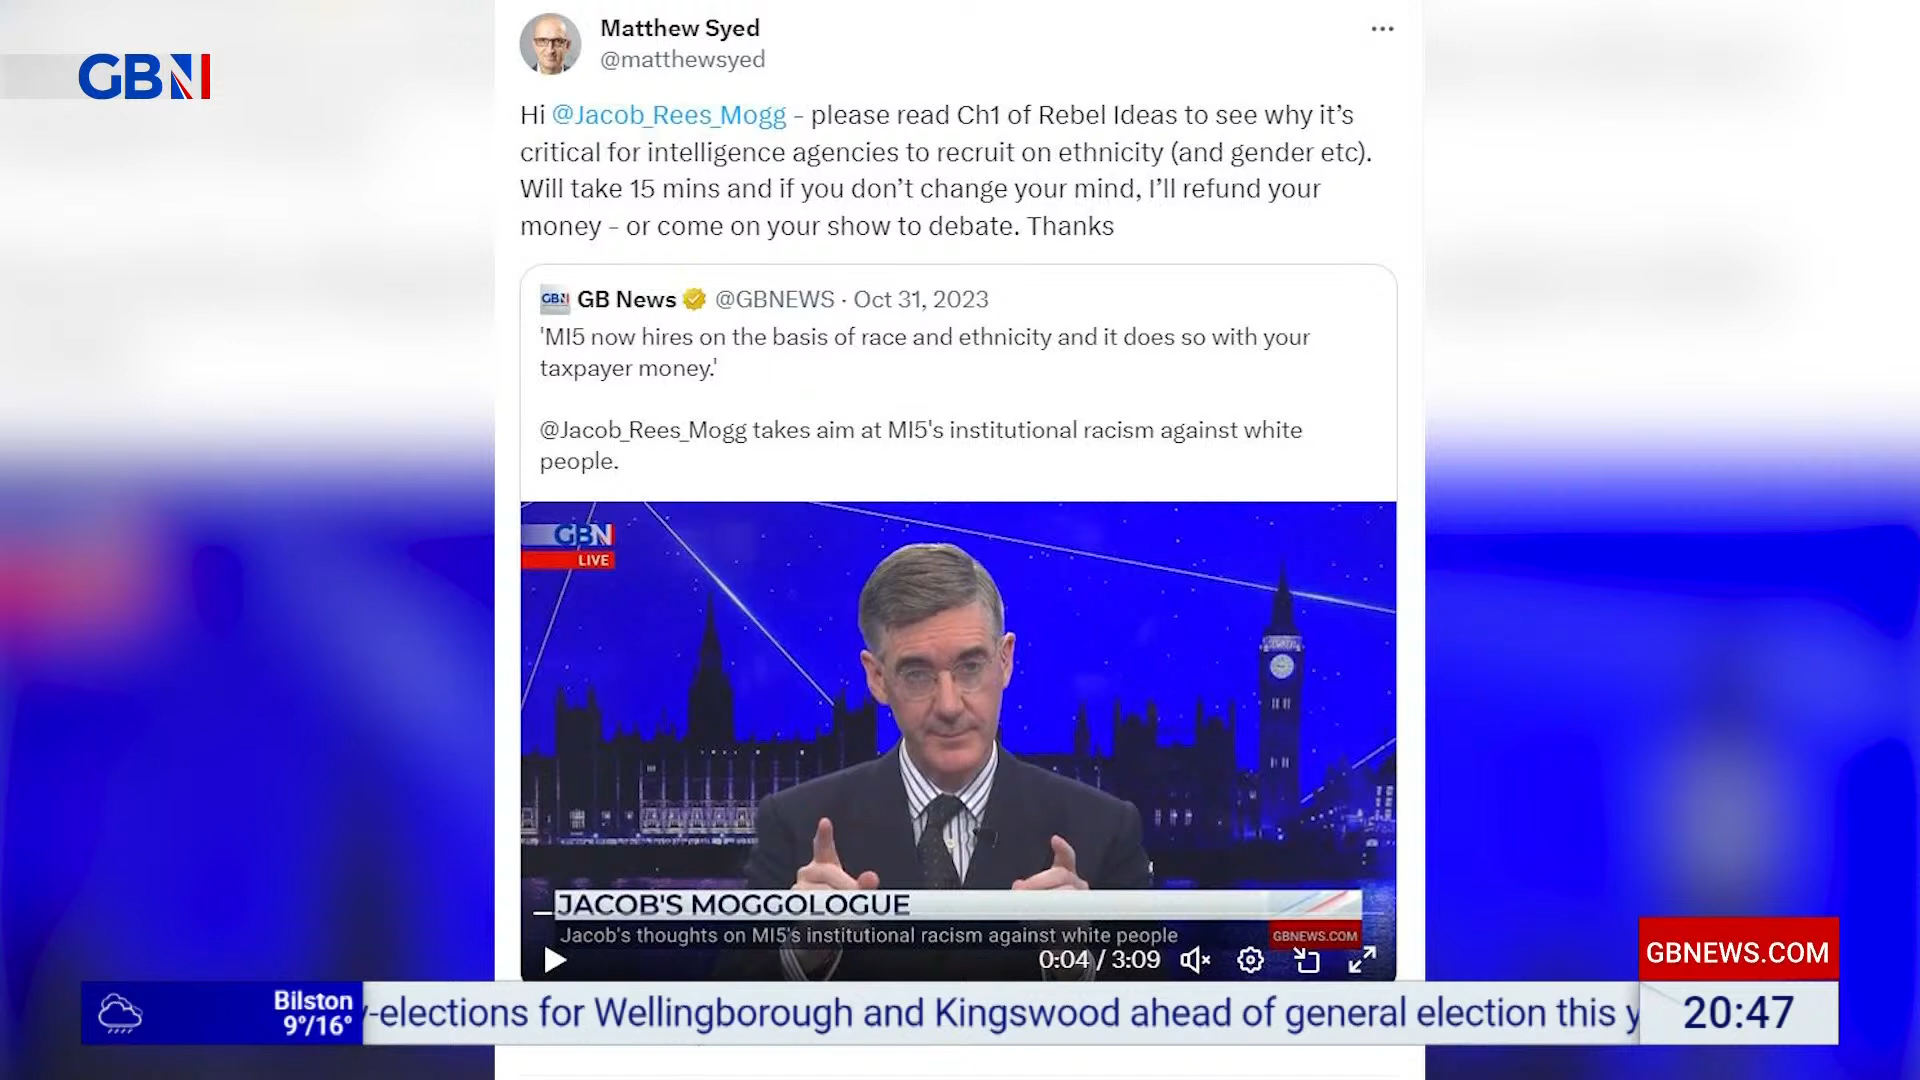 GBN
Matthew Syed
@matthewsyed
Hi @Jacob_Rees_Mogg - please read Ch1 of Rebel Ideas to see why it’s
critical for intelligence agencies to recruit on ethnicity (and gender etc).
Will take 15 mins and if you don’t change your mind, I’ll refund your
money - or come on your show to debate. Thanks
GBN GB News @GBNEWS · Oct 31, 2023
'MI5 now hires on the basis of race and ethnicity and it does so with your
taxpayer money.'
@Jacob_Rees_Mogg takes aim at MI5's institutional racism against white
people.
GBN
LIVE
JACOB'S MOGGOLOGUE
Jacob's thoughts on MI5's institutional racism against white people
GBNEWS.COM
0:04 / 3:09
GBNEWS.COM
Bilston
9°/16°
y-elections for Wellingborough and Kingswood ahead of general election this y
20:47